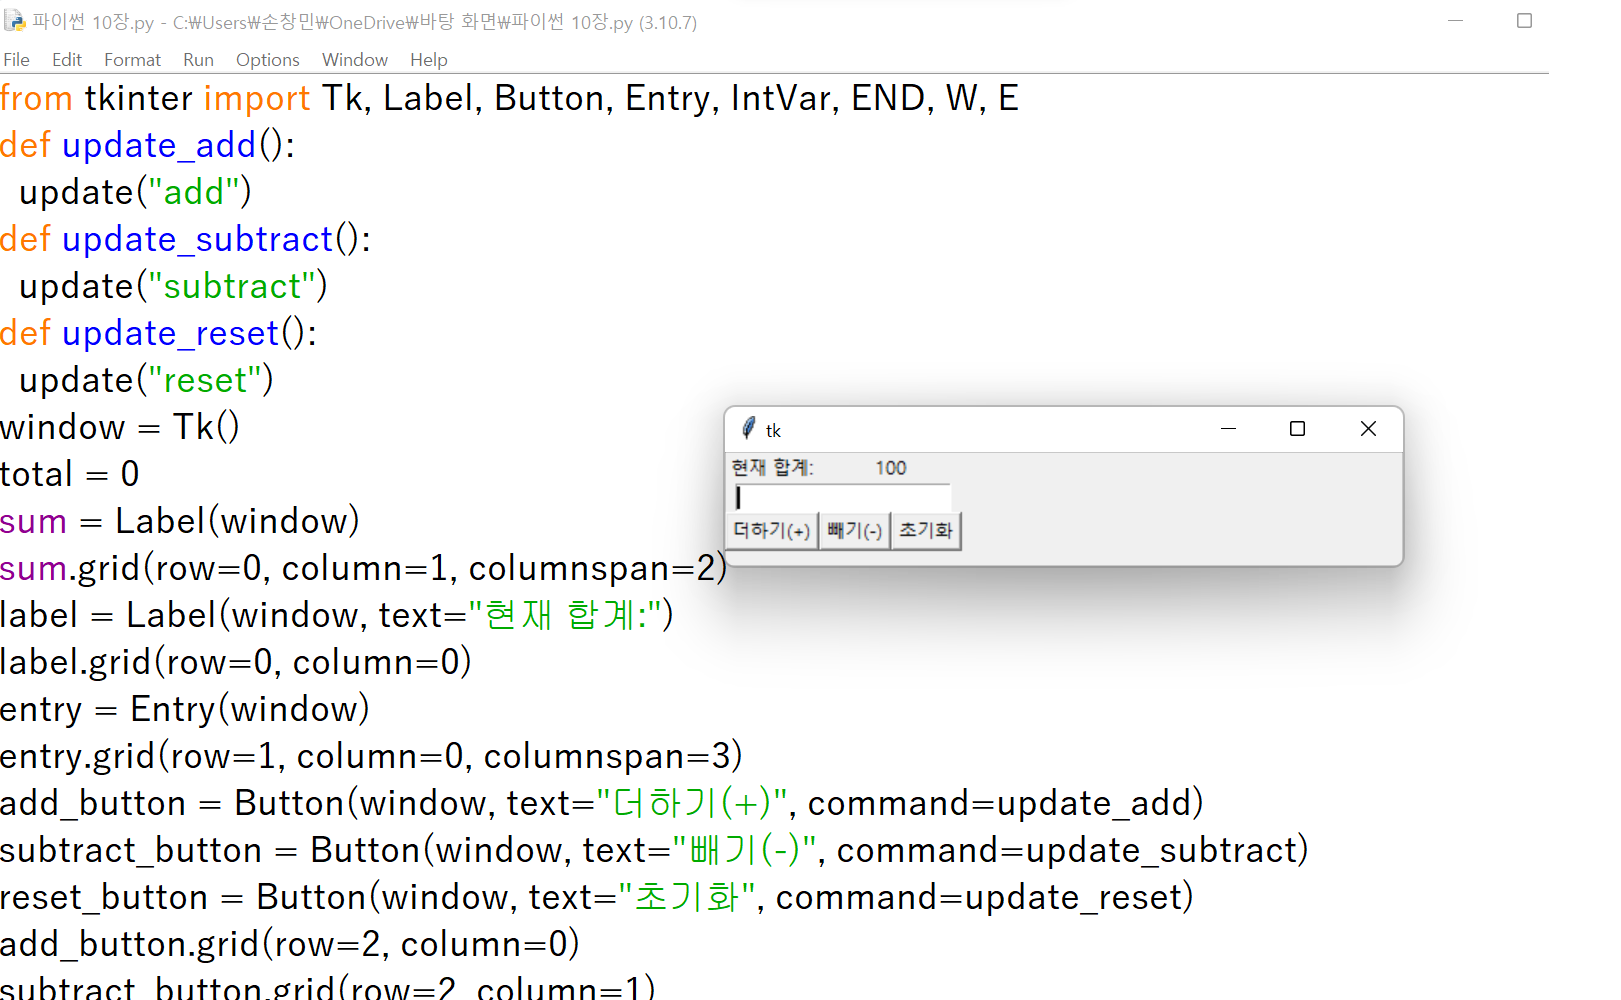 파이썬 10장.py - C:₩Users₩손창민₩OneDrive₩바탕 화면₩파이썬 10장.py (3.10.7)
File Edit Format Run Options Window Help
from tkinter import Tk, Label, Button, Entry, IntVar, END, W, E
def update_add():
  update("add")
def update_subtract():
  update("subtract")
def update_reset():
  update("reset")
window = Tk()
total = 0
sum = Label(window)
sum.grid(row=0, column=1, columnspan=2)
label = Label(window, text="현재 합계:")
label.grid(row=0, column=0)
entry = Entry(window)
entry.grid(row=1, column=0, columnspan=3)
add_button = Button(window, text="더하기(+)", command=update_add)
subtract_button = Button(window, text="빼기(-)", command=update_subtract)
reset_button = Button(window, text="초기화", command=update_reset)
add_button.grid(row=2, column=0)
subtract_button.grid(row=2, column=1)
tk
현재 합계: 100
더하기(+) 빼기(-) 초기화